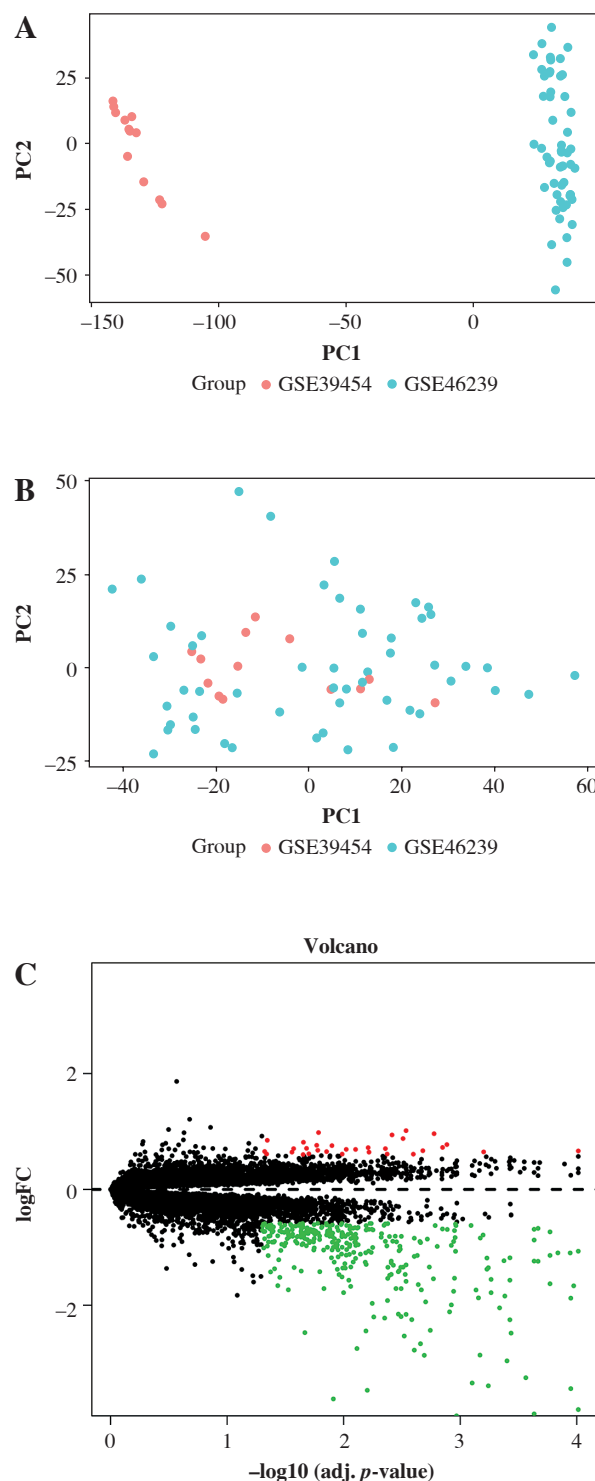 A
PC2
25
0
–25
–50
–150
–100
–50
0
PC1
Group GSE39454 GSE46239
B
PC2
50
25
0
–25
–40
–20
0
20
40
60
PC1
Group GSE39454 GSE46239
C
Volcano
logFC
2
0
–2
0
1
2
3
4
–log10 (adj. p-value)